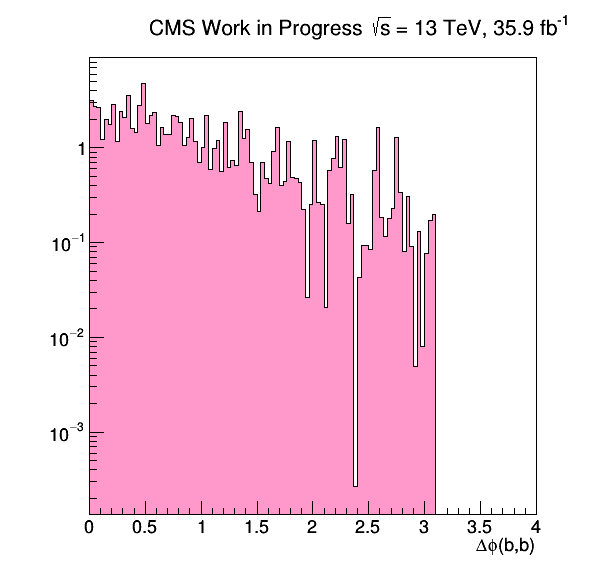 CMS Work in Progress √s = 13 TeV, 35.9 fb⁻¹
1
10⁻¹
10⁻²
10⁻³
0 0.5 1 1.5 2 2.5 3 3.5 4
Δϕ(b,b)